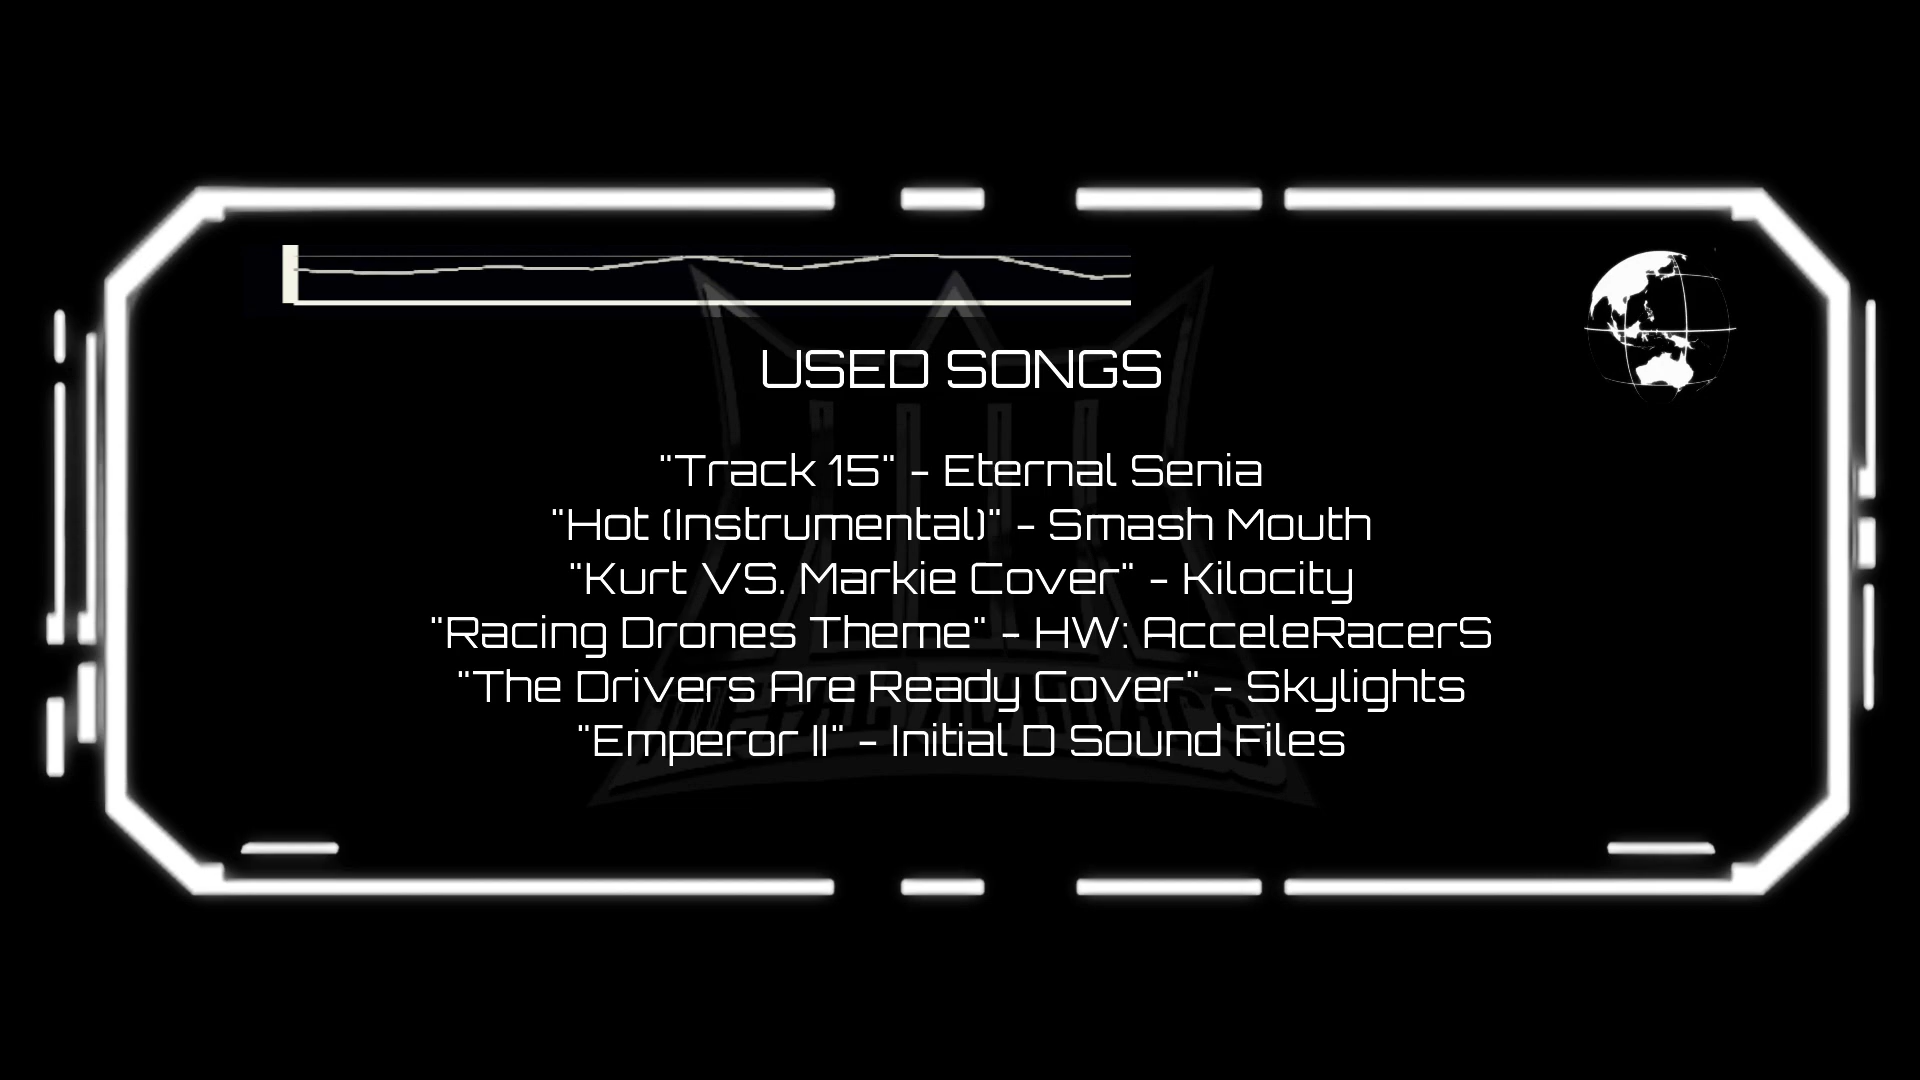 USED SONGS
"Track 15" - Eternal Senia
"Hot (Instrumental)" - Smash Mouth
"Kurt VS. Markie Cover" - Kilocity
"Racing Drones Theme" - HW: AcceleRacerS
"The Drivers Are Ready Cover" - Skylights
"Emperor II" - Initial D Sound Files